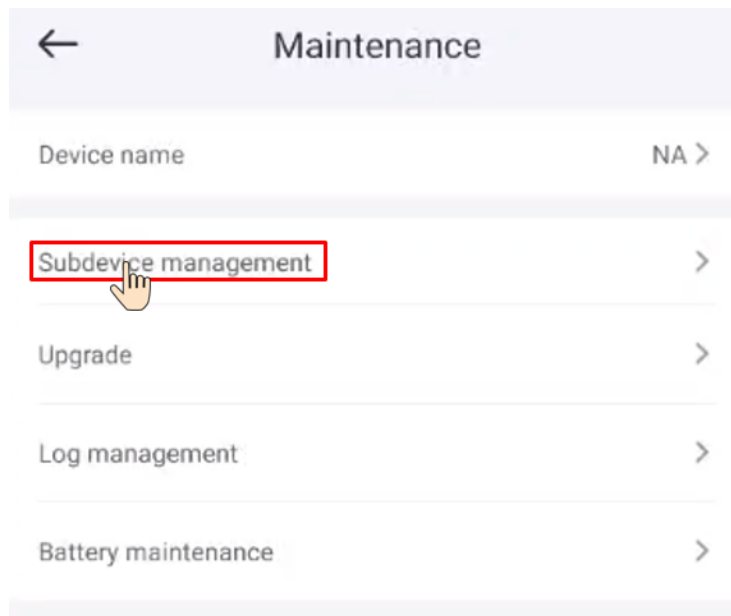 Maintenance
Device name NA
Subdevice management
Upgrade
Log management
Battery maintenance